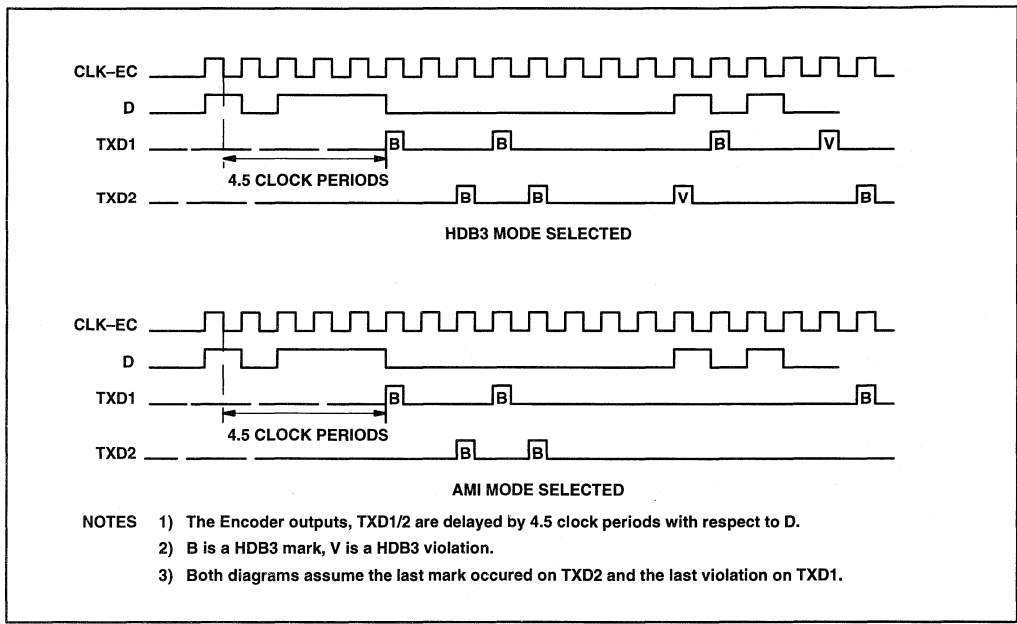 CLK–EC
D
TXD1
B B B V
4.5 CLOCK PERIODS
TXD2
B B V B
HDB3 MODE SELECTED
CLK–EC
D
TXD1
B B B
4.5 CLOCK PERIODS
TXD2
B B
AMI MODE SELECTED
NOTES 1) The Encoder outputs, TXD1/2 are delayed by 4.5 clock periods with respect to D.
2) B is a HDB3 mark, V is a HDB3 violation.
3) Both diagrams assume the last mark occured on TXD2 and the last violation on TXD1.